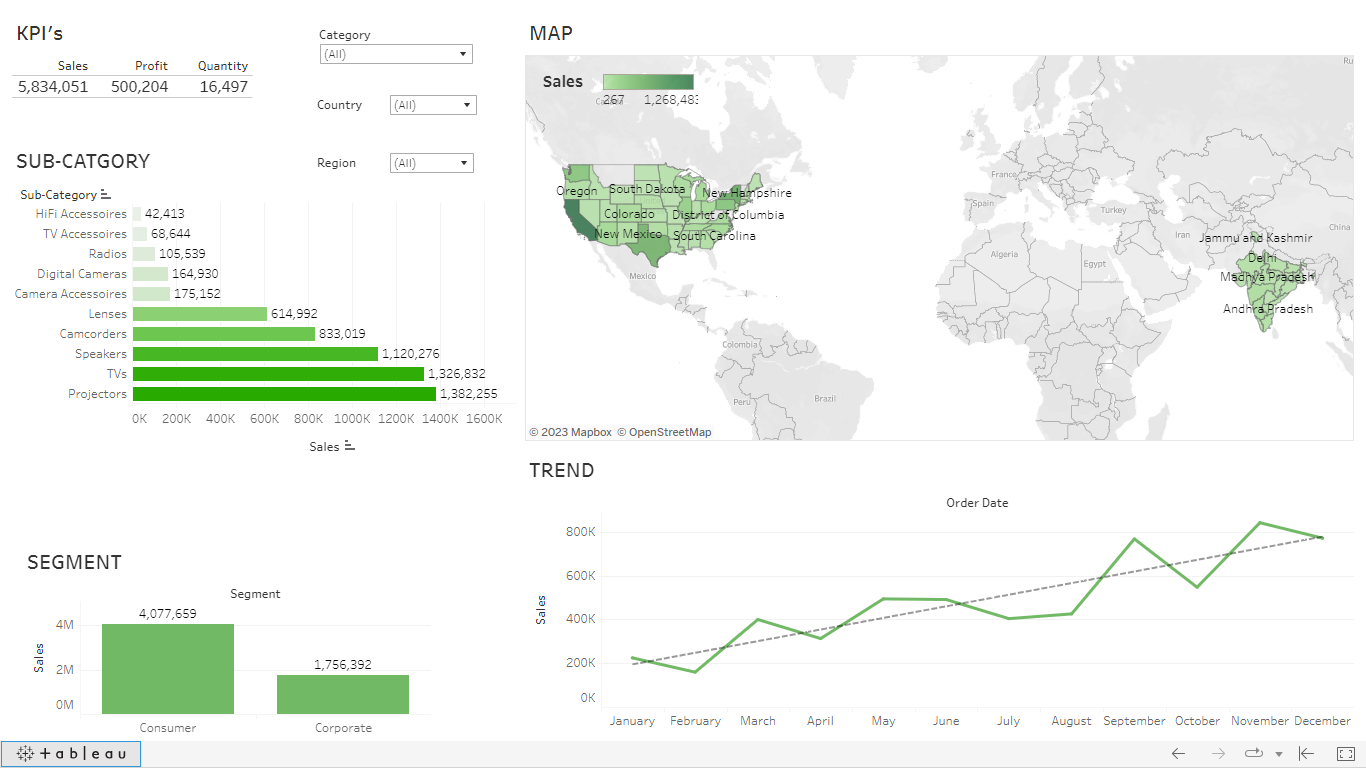 KPI's
Sales Profit Quantity
5,834,051 500,204 16,497
Category
(All)
Country (All)
Region (All)
SUB-CATGORY
Sub-Category
HiFi Accessoires 42,413
TV Accessoires 68,644
Radios 105,539
Digital Cameras 164,930
Camera Accessoires 175,152
Lenses 614,992
Camcorders 833,019
Speakers 1,120,276
TVs 1,326,832
Projectors 1,382,255
0K 200K 400K 600K 800K 1000K 1200K 1400K 1600K
Sales
SEGMENT
Segment
Sales
4M
2M
0M
4,077,659
1,756,392
Consumer Corporate
MAP
Sales
267 1,268,483
Ru
France
Spain
Turkey
Iran
China
Algeria
Egypt
Mexico
Colombia
Peru
Brazil
Oregon
South Dakota
New Hampshire
Colorado
District of Columbia
New Mexico
South Carolina
Jammu and Kashmir
Delhi
Madhya Pradesh
Andhra Pradesh
© 2023 Mapbox © OpenStreetMap
TREND
Order Date
Sales
800K
600K
400K
200K
0K
January February March April May June July August September October November December
+ableau